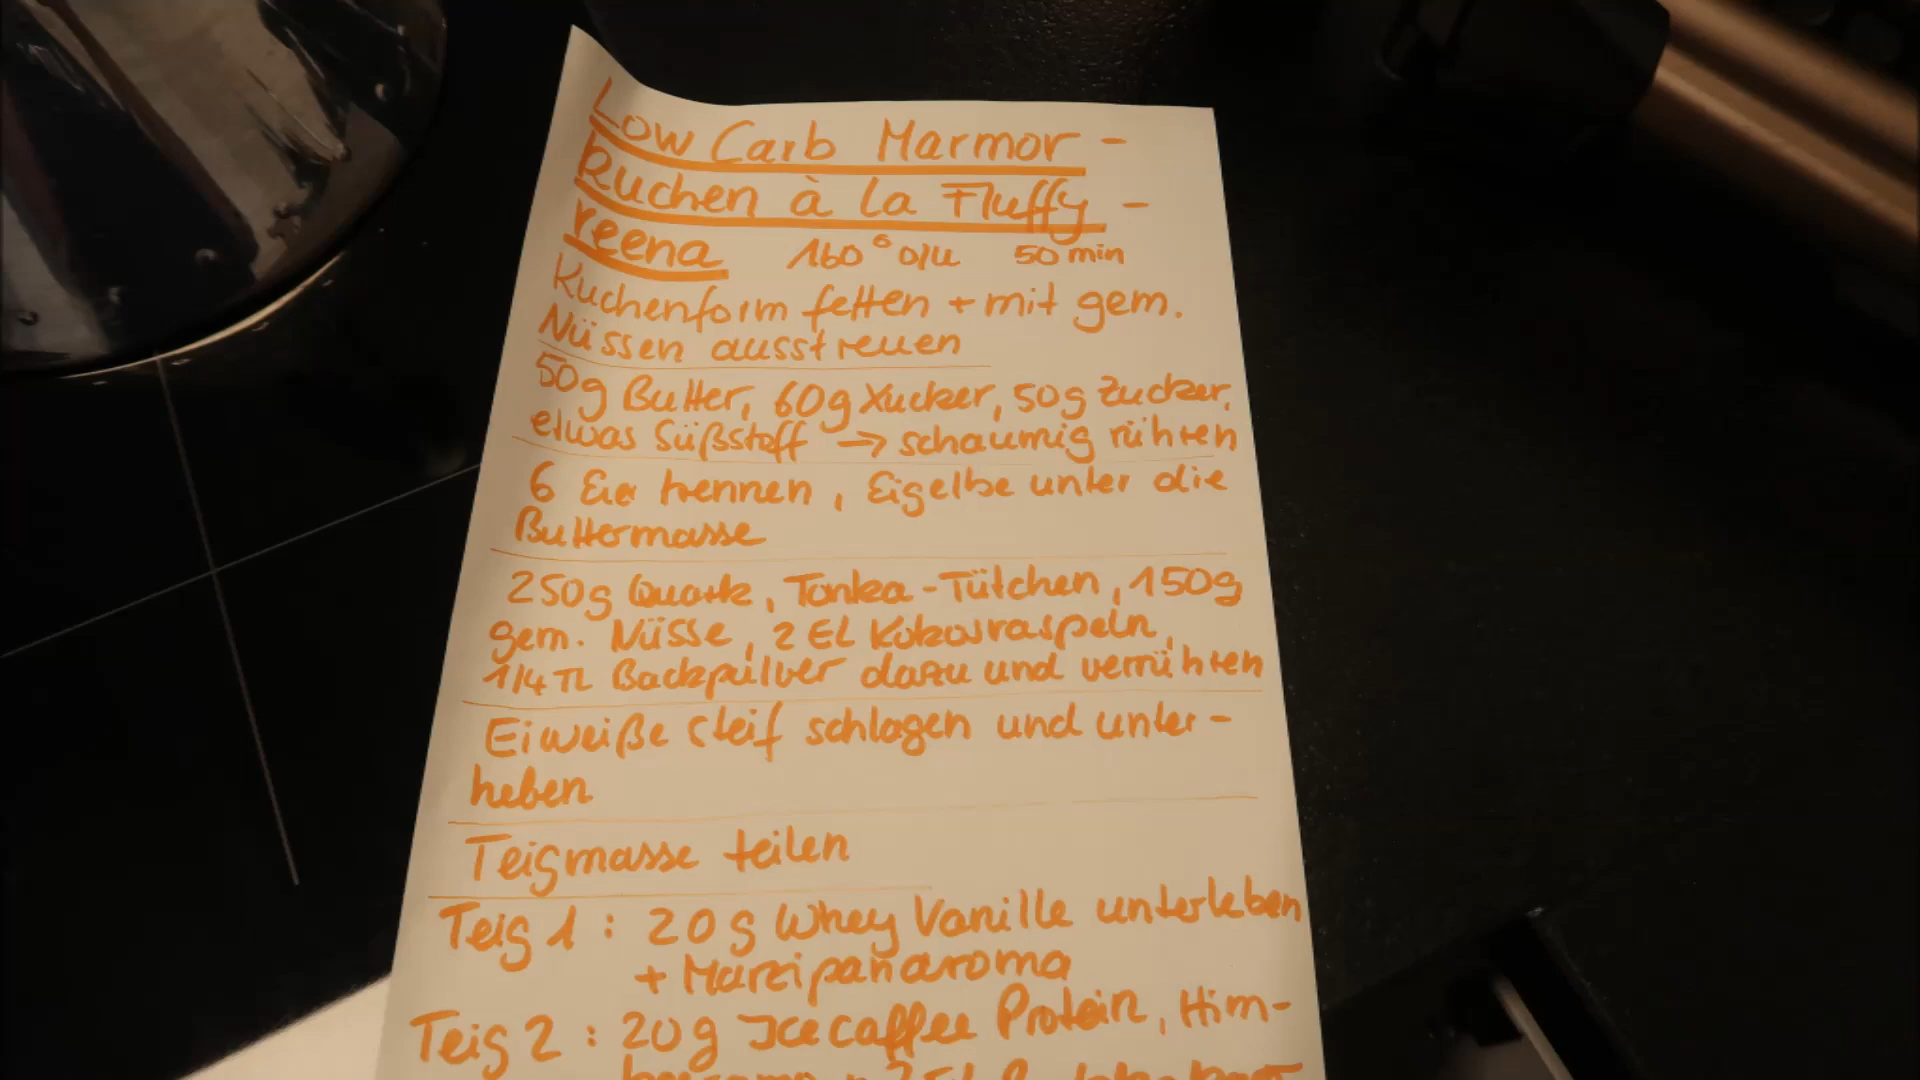 Low Carb Marmor-
kuchen à la Fluffy-
reena 160° O/U 50 min
Kuchenform fetten + mit gem.
Nüssen ausstreuen
50g Butter, 60g Xucker, 50g Zucker,
etwas Süßstoff → schaumig rühren
6 Eier trennen, Eigelbe unter die
Buttermasse
250g Quark, Tonka-Tütchen, 150g
gem. Nüsse, 2 EL Kokosraspeln,
1/4 TL Backpulver dazu und verrühren
Eiweiße steif schlagen und unter-
heben
Teigmasse teilen
Teig 1: 20g Whey Vanille unterheben
+ Marzipanaroma
Teig 2: 20g Icecaffee Protein, Him-